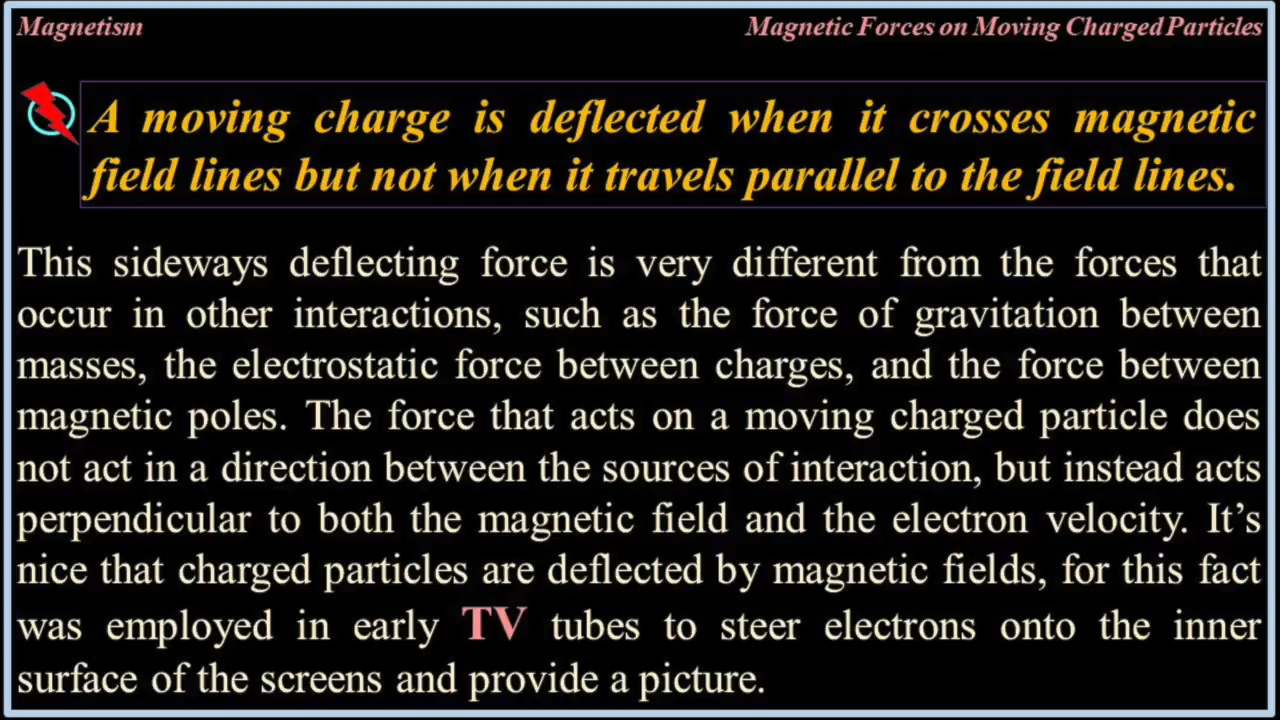 Magnetism
Magnetic Forces on Moving Charged Particles
A moving charge is deflected when it crosses magnetic
field lines but not when it travels parallel to the field lines.
This sideways deflecting force is very different from the forces that
occur in other interactions, such as the force of gravitation between
masses, the electrostatic force between charges, and the force between
magnetic poles. The force that acts on a moving charged particle does
not act in a direction between the sources of interaction, but instead acts
perpendicular to both the magnetic field and the electron velocity. It’s
nice that charged particles are deflected by magnetic fields, for this fact
was employed in early TV tubes to steer electrons onto the inner
surface of the screens and provide a picture.